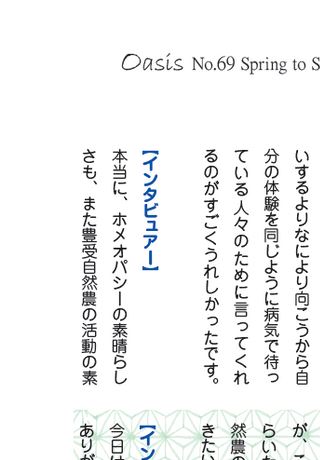 Oasis No.69 Spring to S
いするよりなにより向こうから自
分の体験を同じように病気で待っ
ている人々のために言ってくれ
るのがすごくうれしかったです。
【インタビュアー】
本当に、ホメオパシーの素晴らし
さも、また豊受自然農の活動の素
が、こ
らいた
然農の
きたい
【イン
今日は
ありが